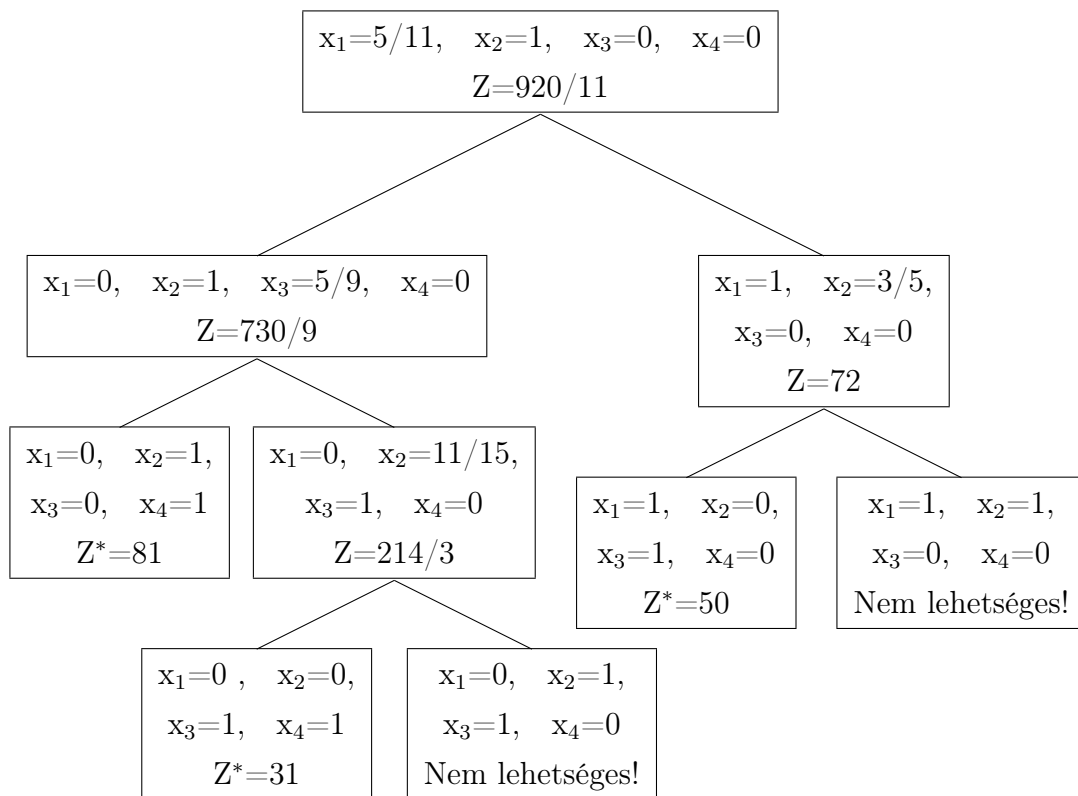 x₁=5/11, x₂=1, x₃=0, x₄=0
Z=920/11
x₁=0, x₂=1, x₃=5/9, x₄=0
Z=730/9
x₁=1, x₂=3/5,
x₃=0, x₄=0
Z=72
x₁=0, x₂=1,
x₃=0, x₄=1
Z*=81
x₁=0, x₂=11/15,
x₃=1, x₄=0
Z=214/3
x₁=1, x₂=0,
x₃=1, x₄=0
Z*=50
x₁=1, x₂=1,
x₃=0, x₄=0
Nem lehetséges!
x₁=0 , x₂=0,
x₃=1, x₄=1
Z*=31
x₁=0, x₂=1,
x₃=1, x₄=0
Nem lehetséges!